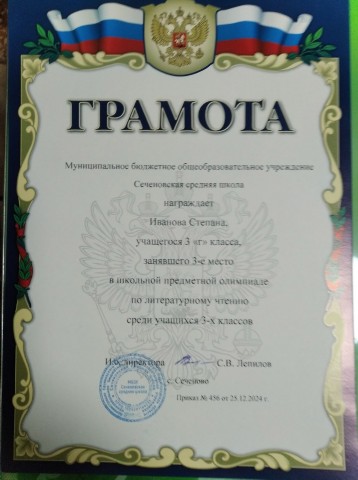 ГРАМОТА
Муниципальное бюджетное общеобразовательное учреждение
Сеченовская средняя школа
награждает
Иванова Степана,
учащегося 3 «г» класса,
занявшего 3-е место
в школьной предметной олимпиаде
по литературному чтению
среди учащихся 3-х классов
И.о. директора С.В. Лепилов
с. Сеченово
Приказ № 456 от 25.12.2024 г.